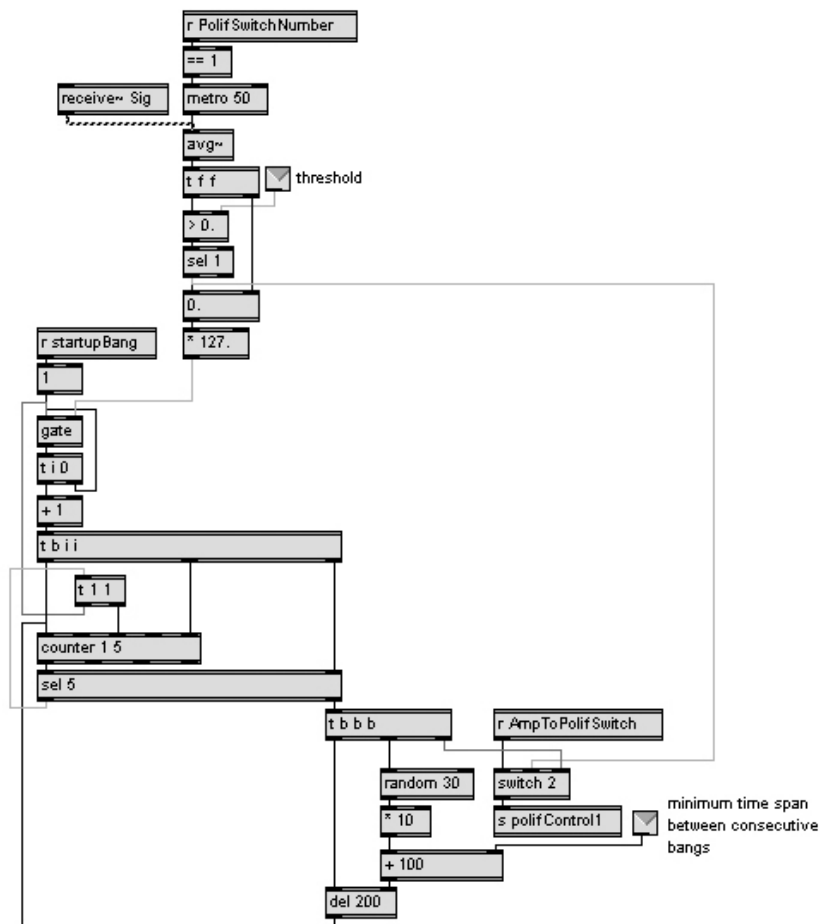 r PolifSwitchNumber
== 1
receive~ Sig
metro 50
avg~
t f f
threshold
> 0.
sel 1
0.
r startupBang
* 127.
1
gate
t i 0
+ 1
t b i i
t 1 1
counter 1 5
sel 5
t b b b
r AmpToPolifSwitch
random 30
switch 2
* 10
s polifControl1
minimum time span
between consecutive
bangs
+ 100
del 200